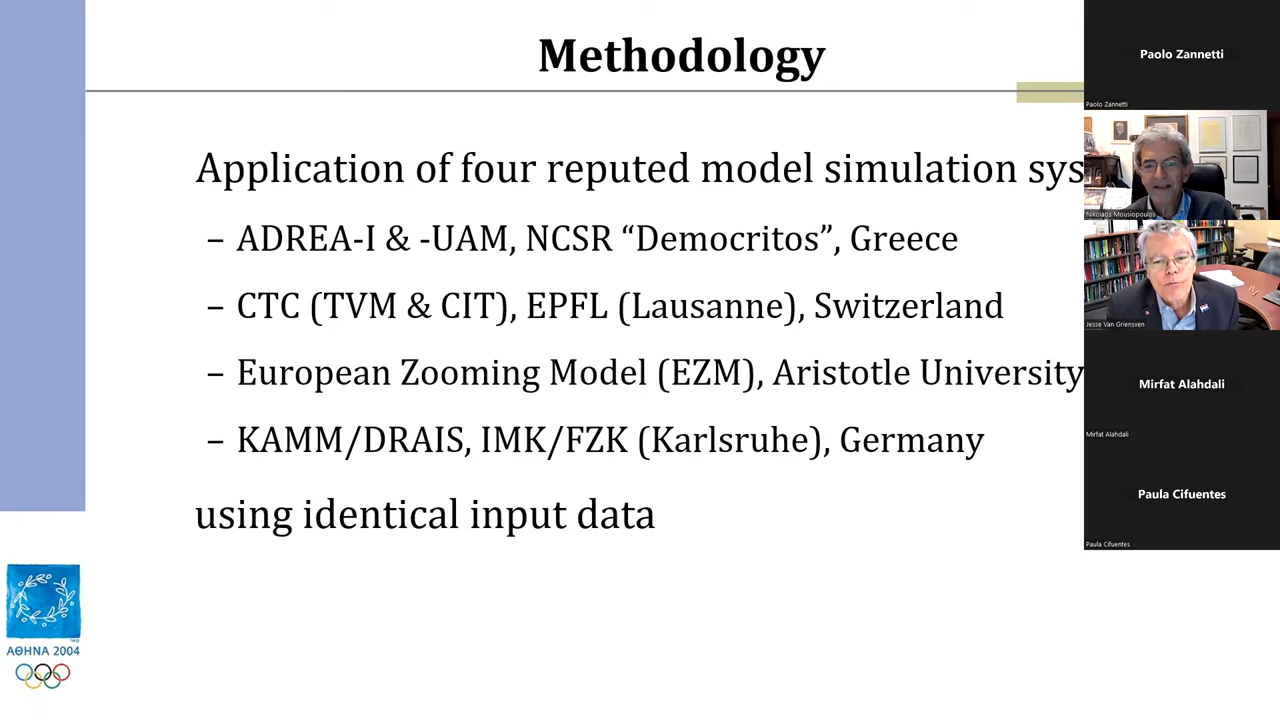 Methodology
Application of four reputed model simulation sys
– ADREA-I & -UAM, NCSR “Democritos”, Greece
– CTC (TVM & CIT), EPFL (Lausanne), Switzerland
– European Zooming Model (EZM), Aristotle University
– KAMM/DRAIS, IMK/FZK (Karlsruhe), Germany
using identical input data
ΑΘΗΝΑ 2004
Paolo Zannetti
Paolo Zannetti
Nikolaos Mousiopoulos
Jesse Van Griensven
Mirfat Alahdali
Mirfat Alahdali
Paula Cifuentes
Paula Cifuentes